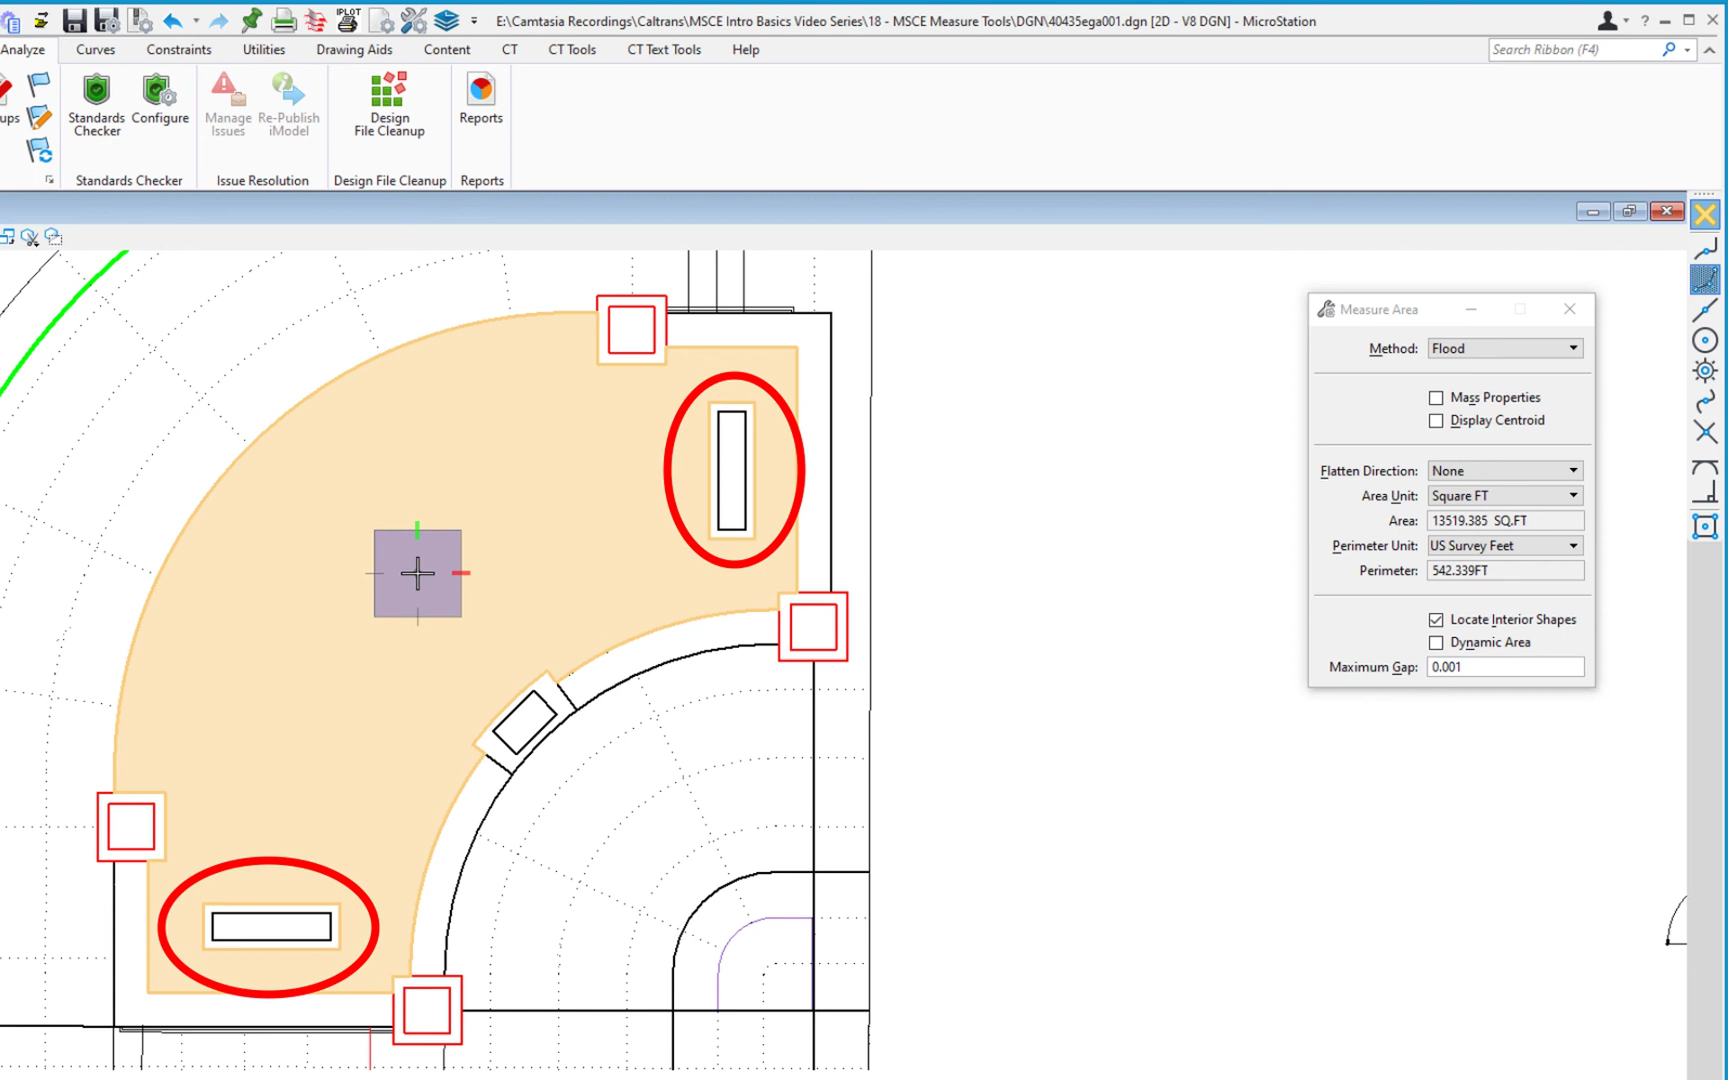 IPLOT
E:\Camtasia Recordings\Caltrans\MSCE Intro Basics Video Series\18 - MSCE Measure Tools\DGN\40435ega001.dgn [2D - V8 DGN] - MicroStation
Analyze Curves Constraints Utilities Drawing Aids Content CT CT Tools CT Text Tools Help
Search Ribbon (F4)
ups
Standards
Checker
Configure
Manage
Issues
Re-Publish
iModel
Design
File Cleanup
Reports
Standards Checker Issue Resolution Design File Cleanup Reports
Measure Area
Method: Flood
Mass Properties
Display Centroid
Flatten Direction: None
Area Unit: Square FT
Area: 13519.385 SQ.FT
Perimeter Unit: US Survey Feet
Perimeter: 542.339FT
Locate Interior Shapes
Dynamic Area
Maximum Gap: 0.001